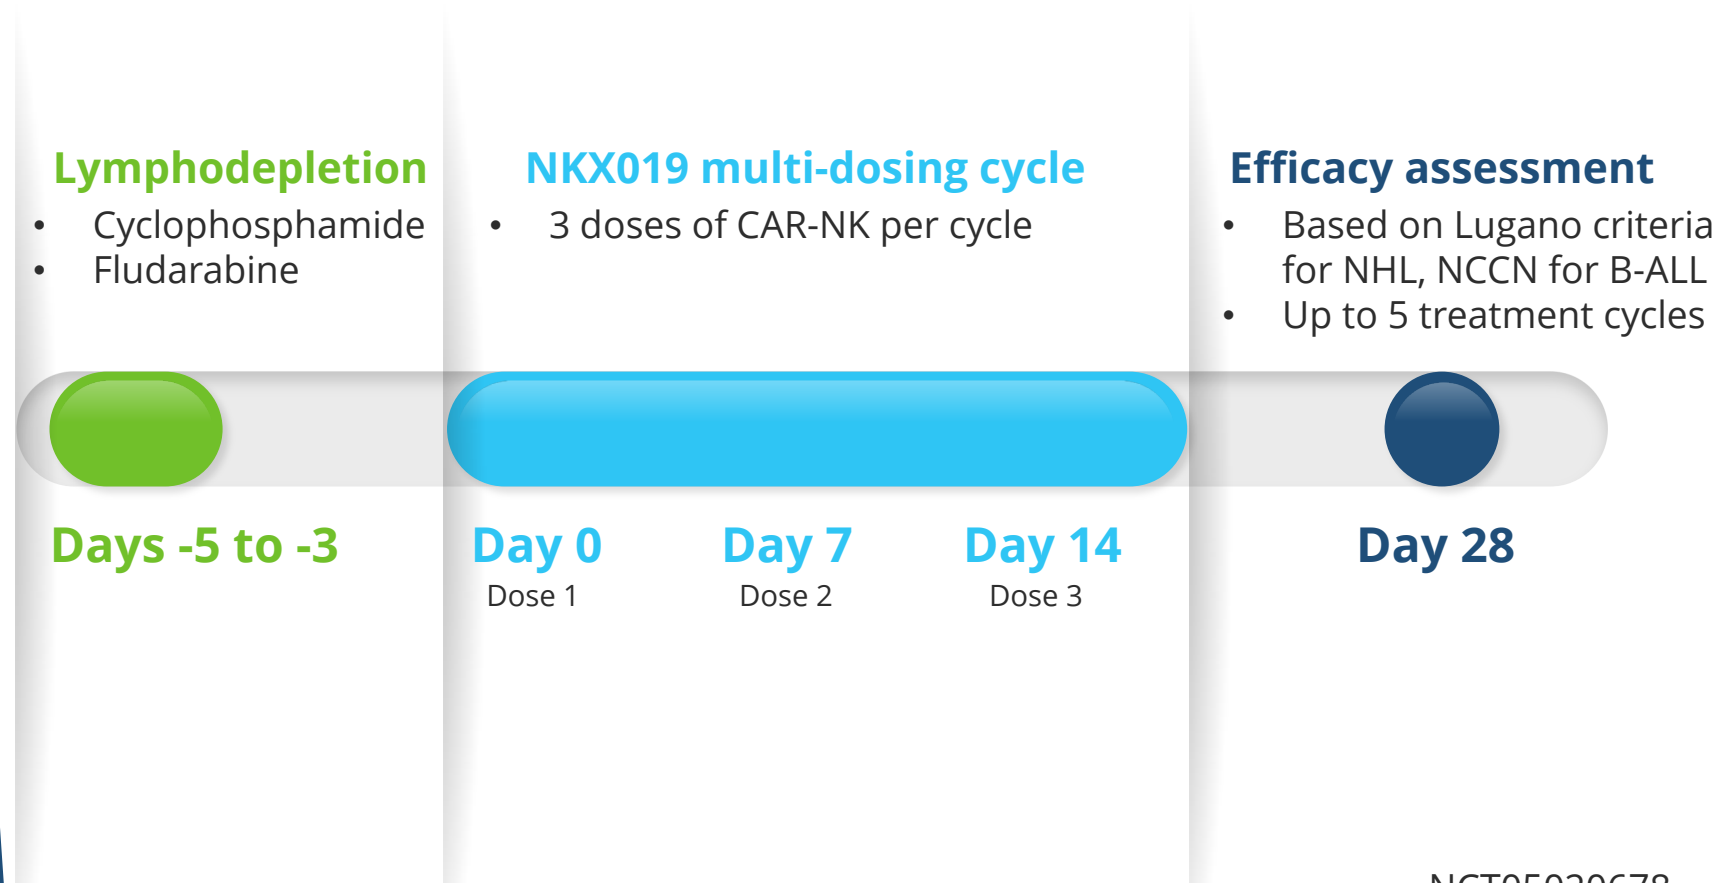 Lymphodepletion
• Cyclophosphamide
• Fludarabine
NKX019 multi-dosing cycle
• 3 doses of CAR-NK per cycle
Efficacy assessment
• Based on Lugano criteria
for NHL, NCCN for B-ALL
• Up to 5 treatment cycles
Days -5 to -3
Day 0
Dose 1
Day 7
Dose 2
Day 14
Dose 3
Day 28